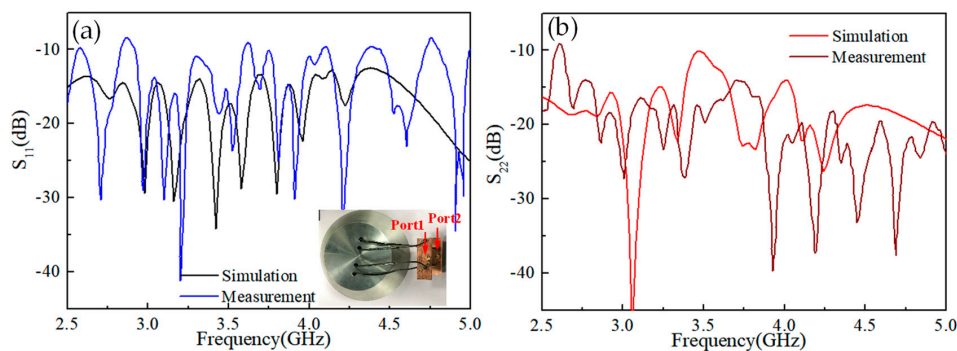 (a)
S11(dB)
-10
-20
-30
-40
Port1
Port2
Simulation
Measurement
2.5 3.0 3.5 4.0 4.5 5.0
Frequency(GHz)
(b)
Simulation
Measurement
S22(dB)
-10
-20
-30
-40
2.5 3.0 3.5 4.0 4.5 5.0
Frequency(GHz)